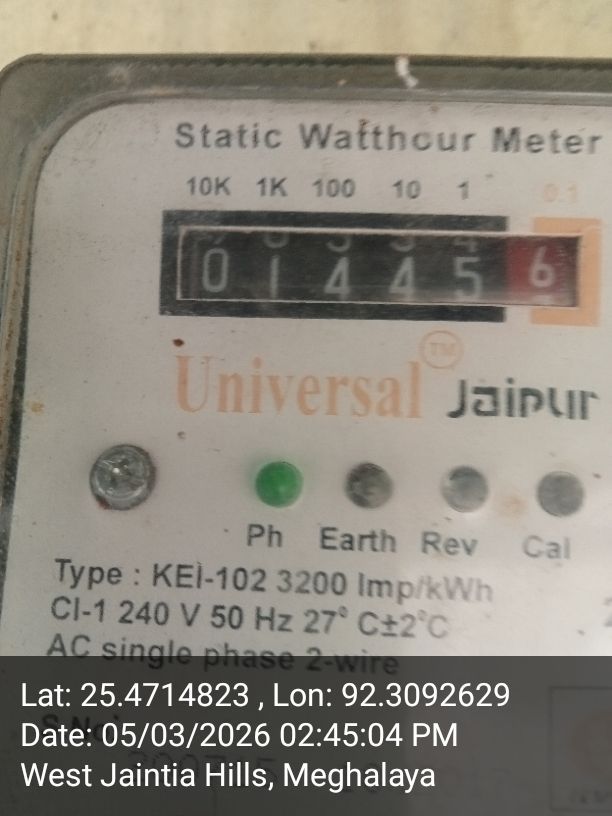 Static Watthour Meter
10K 1K 100 10 1 0.1
0 1 4 4 5 6
Universal TM Jaipur
Ph Earth Rev Cal
Type : KEI-102 3200 Imp/kWh
Cl-1 240 V 50 Hz 27° C±2°C
AC single phase 2-wire
Lat: 25.4714823 , Lon: 92.3092629
Date: 05/03/2026 02:45:04 PM
West Jaintia Hills, Meghalaya